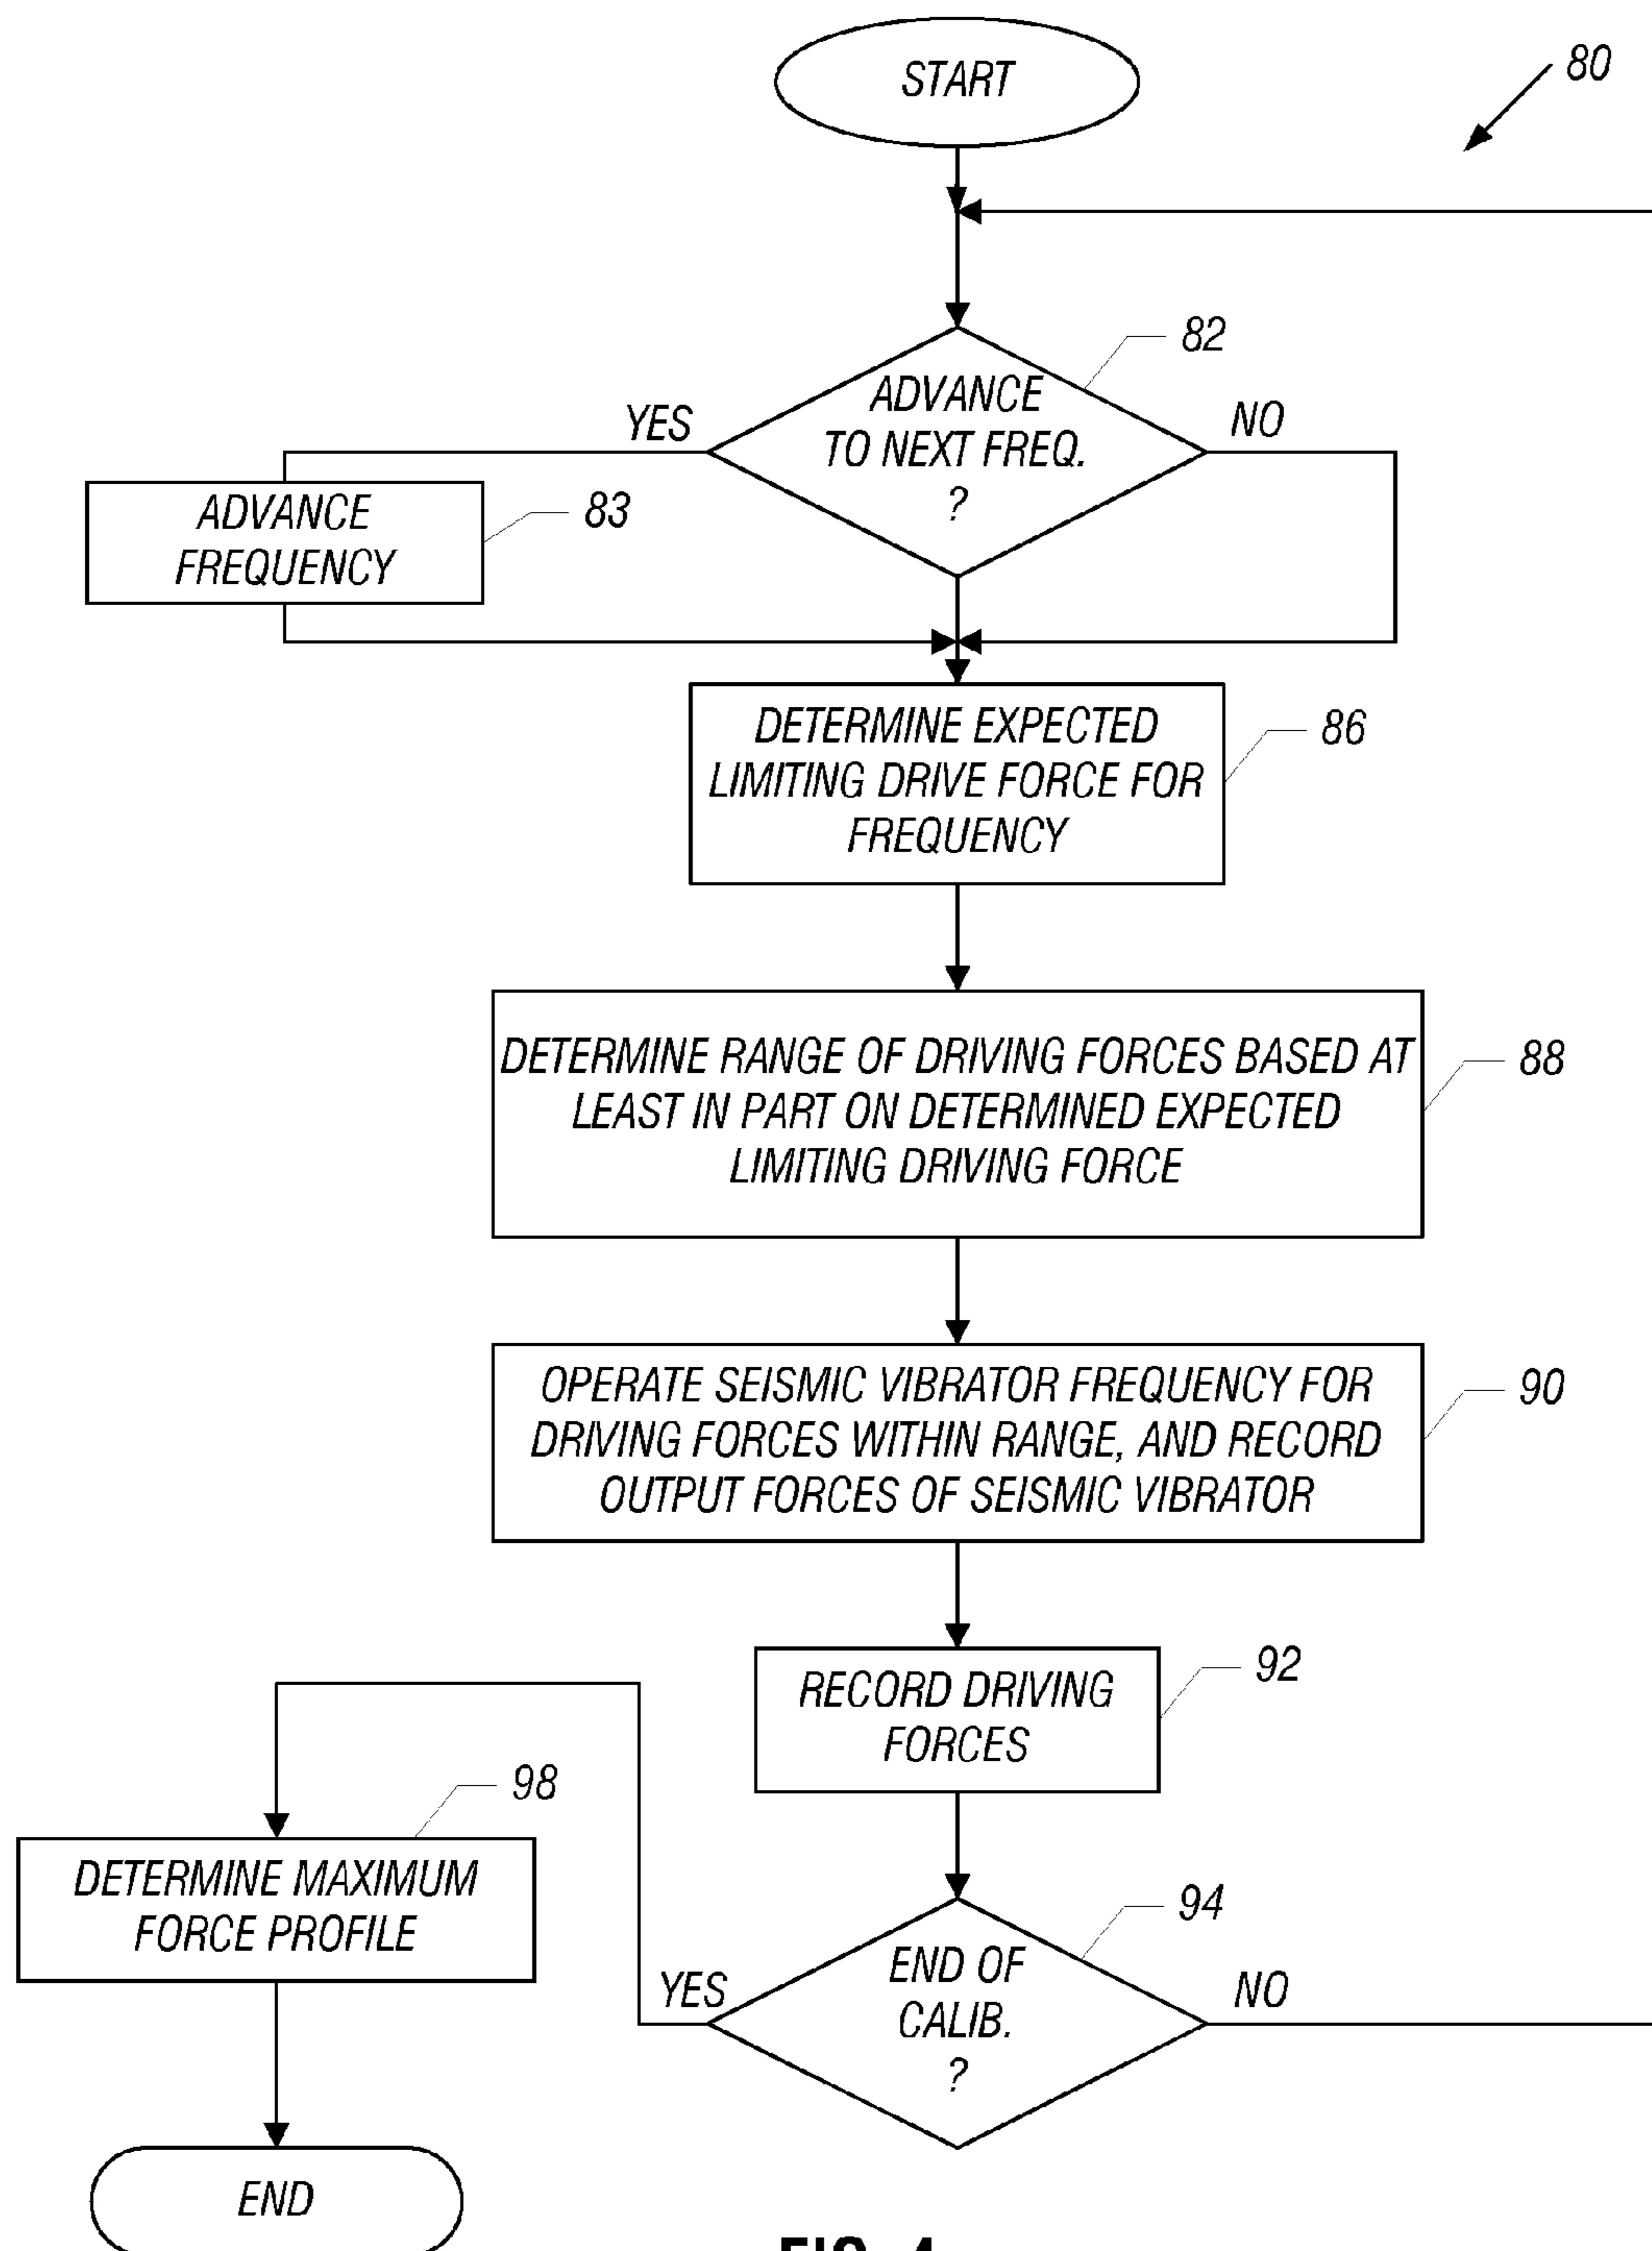 START
80
82
ADVANCE
TO NEXT FREQ.
?
YES
NO
ADVANCE
FREQUENCY
83
DETERMINE EXPECTED
LIMITING DRIVE FORCE FOR
FREQUENCY
86
DETERMINE RANGE OF DRIVING FORCES BASED AT
LEAST IN PART ON DETERMINED EXPECTED
LIMITING DRIVING FORCE
88
OPERATE SEISMIC VIBRATOR FREQUENCY FOR
DRIVING FORCES WITHIN RANGE, AND RECORD
OUTPUT FORCES OF SEISMIC VIBRATOR
90
RECORD DRIVING
FORCES
92
98
DETERMINE MAXIMUM
FORCE PROFILE
94
END OF
CALIB.
?
YES
NO
END
FIG. 4